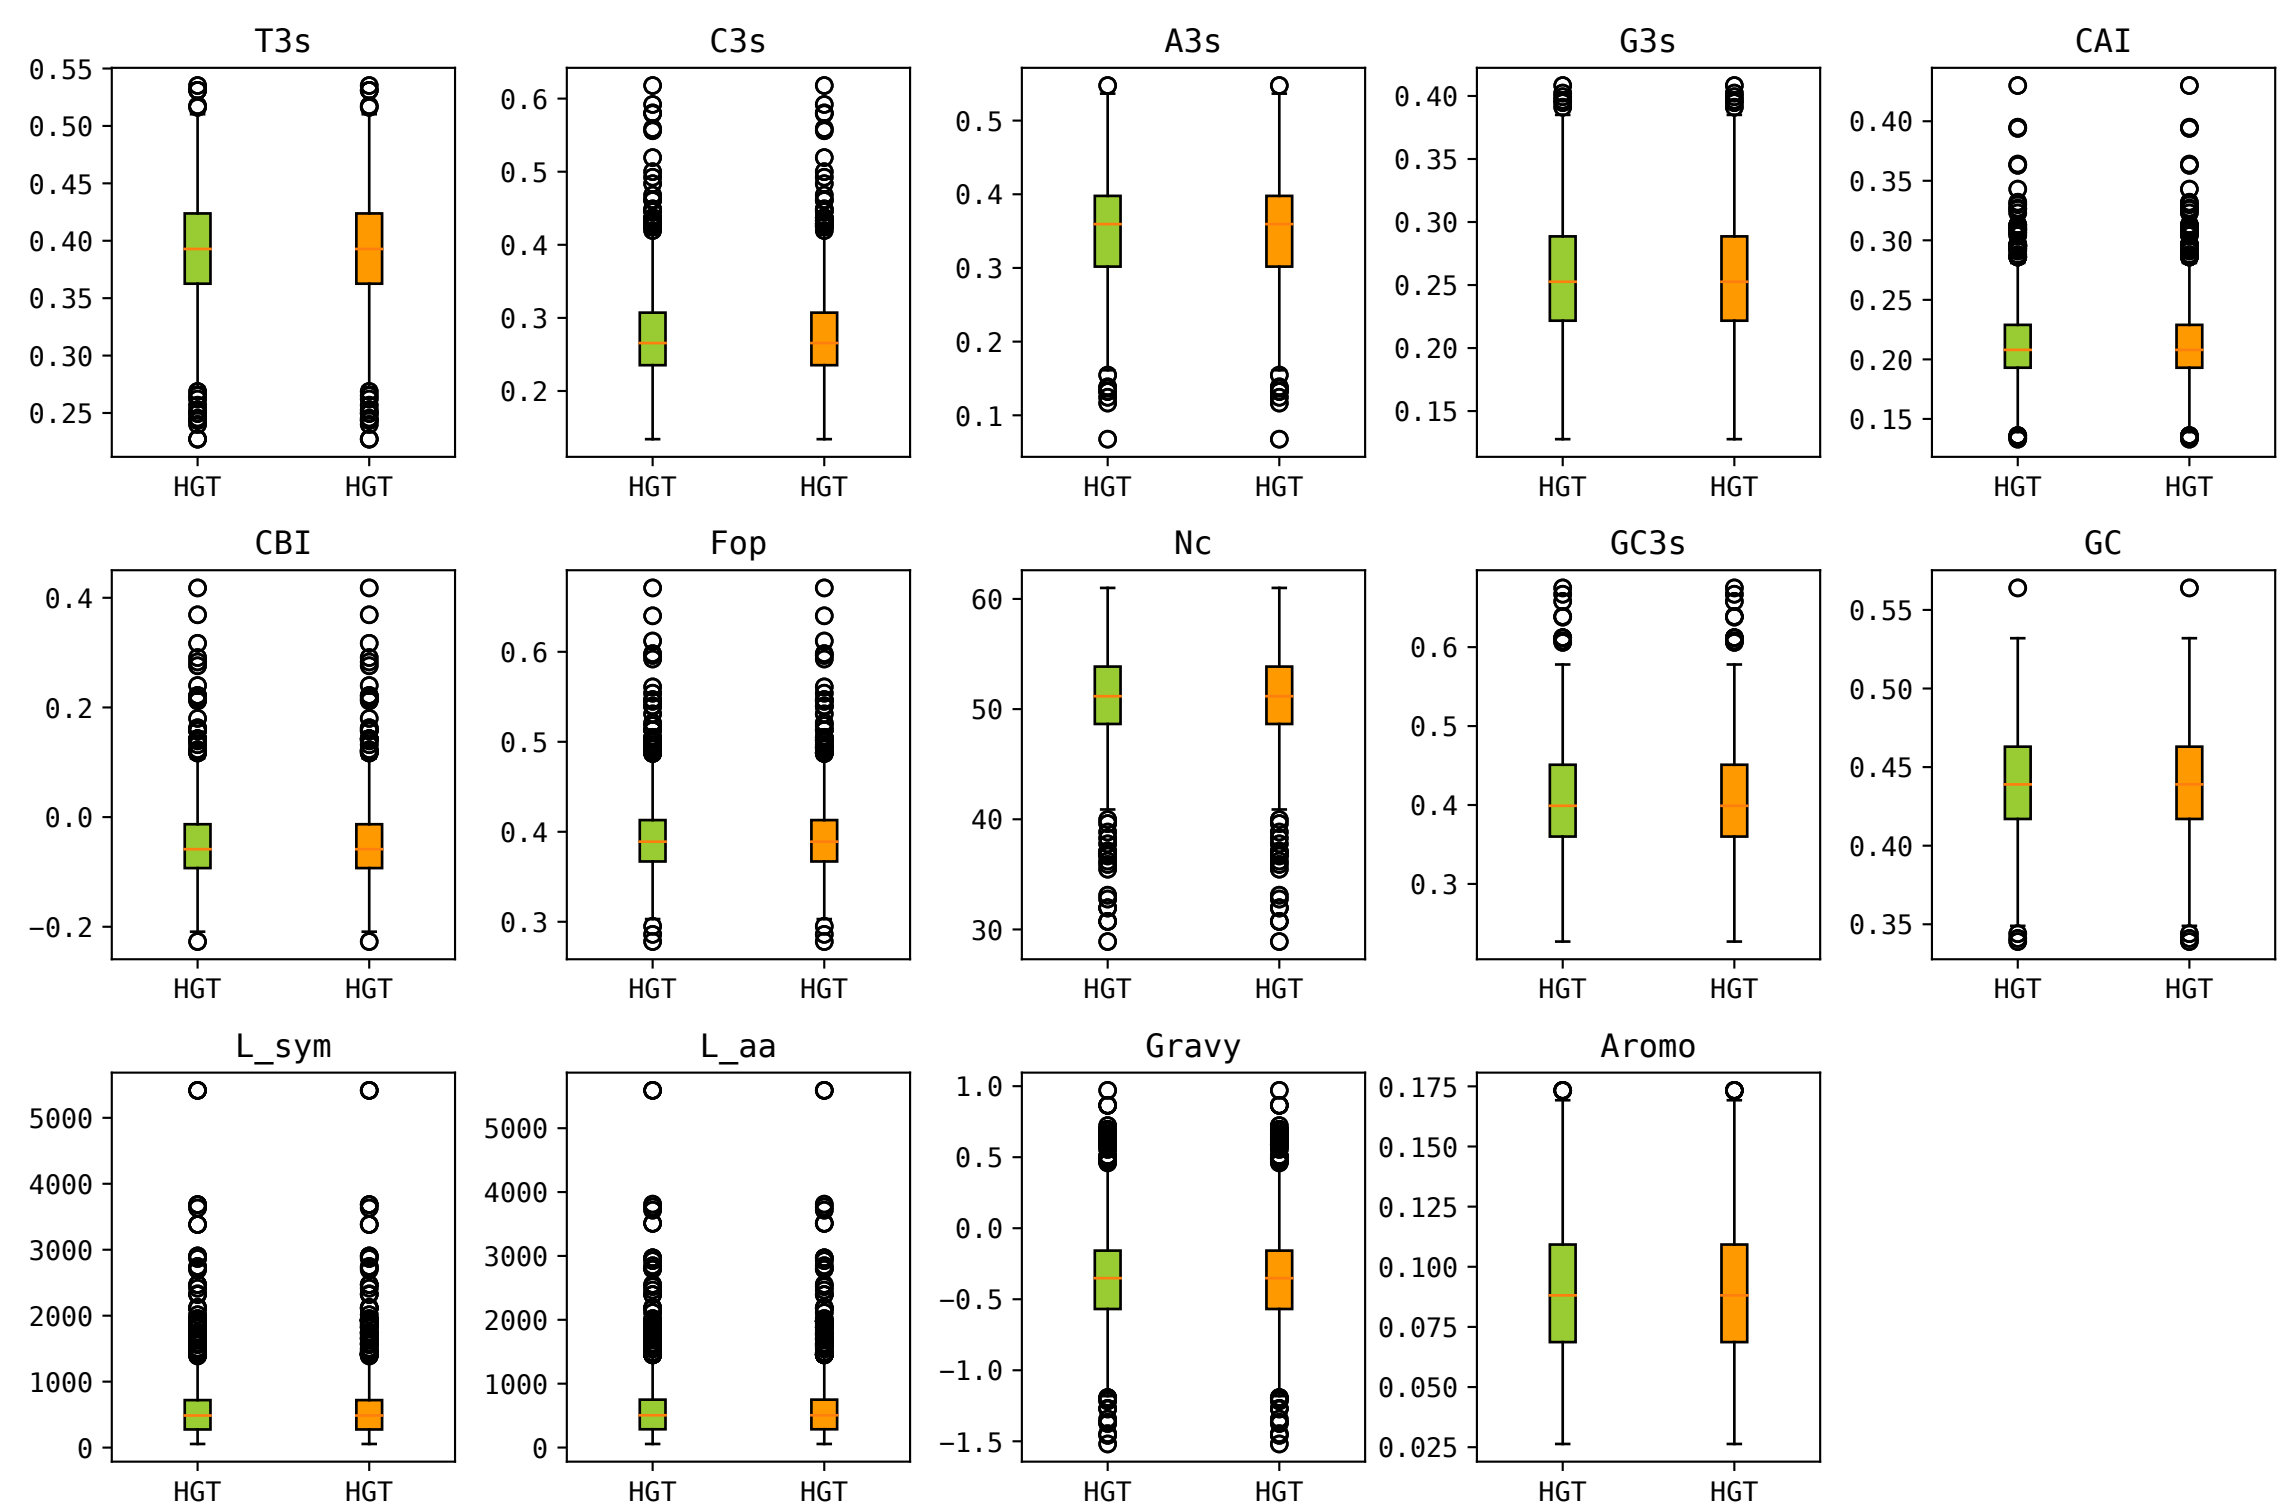 T3s C3s A3s G3s CAI
0.55 0.50 0.45 0.40 0.35 0.30 0.25
HGT HGT
0.6 0.5 0.4 0.3 0.2
HGT HGT
0.5 0.4 0.3 0.2 0.1
HGT HGT
0.40 0.35 0.30 0.25 0.20 0.15
HGT HGT
0.40 0.35 0.30 0.25 0.20 0.15
HGT HGT
CBI Fop Nc GC3s GC
0.4 0.2 0.0 −0.2
HGT HGT
0.6 0.5 0.4 0.3
HGT HGT
60 50 40 30
HGT HGT
0.6 0.5 0.4 0.3
HGT HGT
0.55 0.50 0.45 0.40 0.35
HGT HGT
L_sym L_aa Gravy Aromo
5000 4000 3000 2000 1000 0
HGT HGT
5000 4000 3000 2000 1000 0
HGT HGT
1.0 0.5 0.0 −0.5 −1.0 −1.5
HGT HGT
0.175 0.150 0.125 0.100 0.075 0.050 0.025
HGT HGT